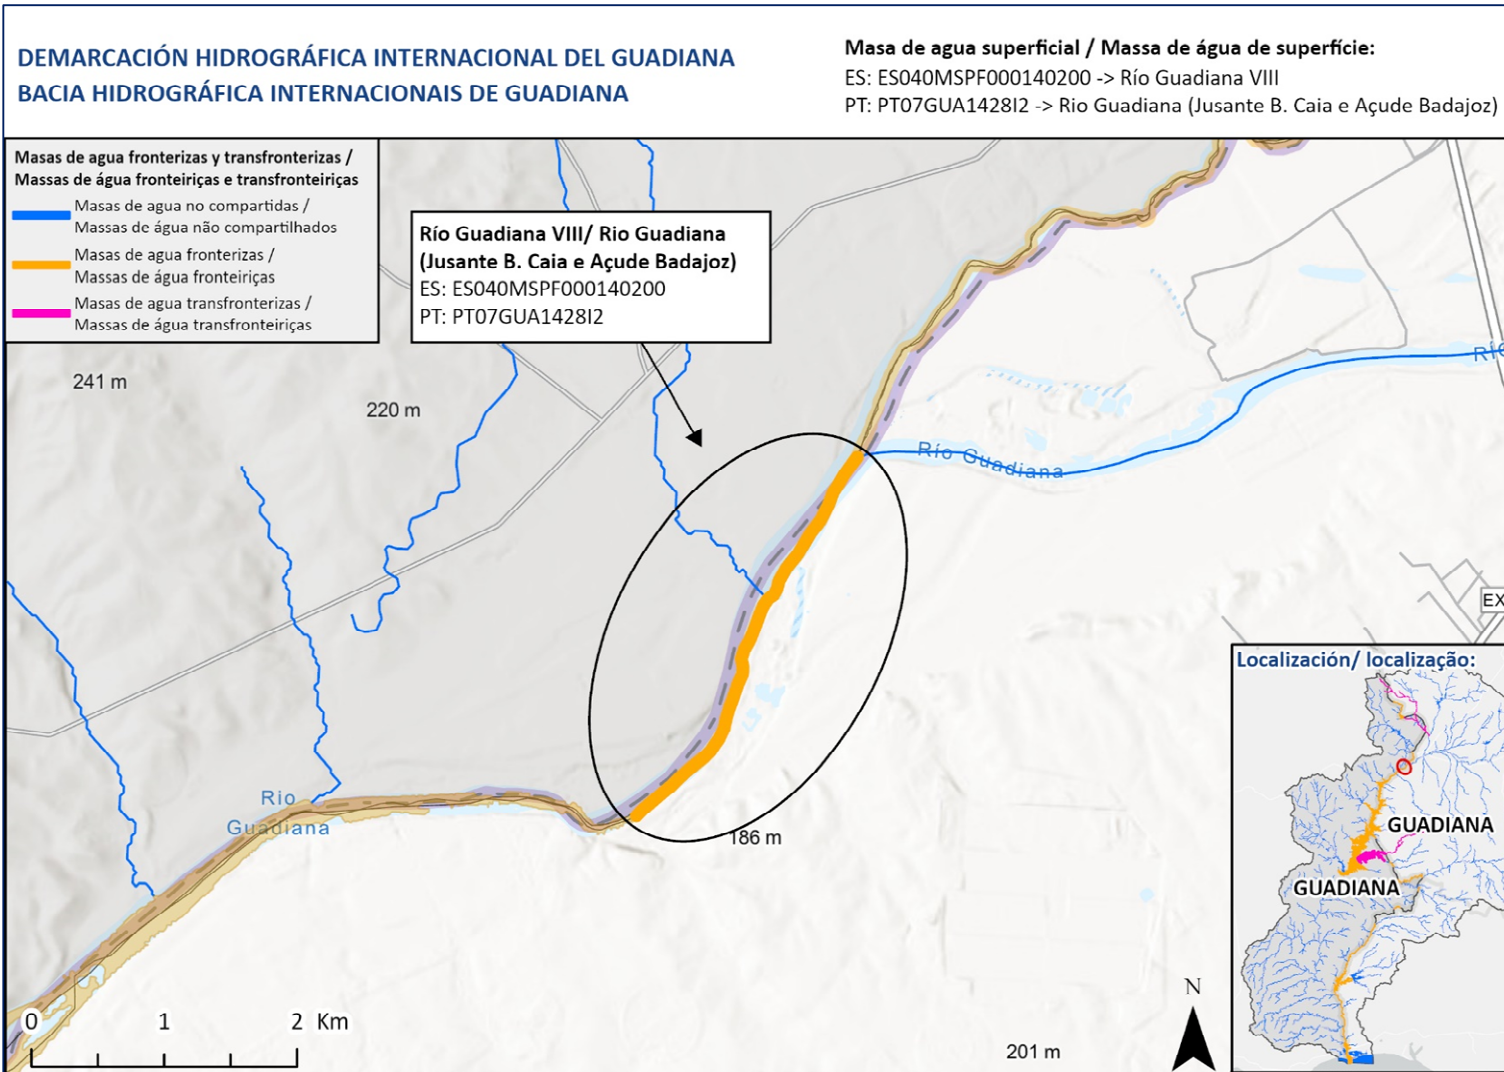 DEMARCACIÓN HIDROGRÁFICA INTERNACIONAL DEL GUADIANA
BACIA HIDROGRÁFICA INTERNACIONAIS DE GUADIANA
Masa de agua superficial / Massa de água de superfície:
ES: ES040MSPF000140200 -> Río Guadiana VIII
PT: PT07GUA1428I2 -> Rio Guadiana (Jusante B. Caia e Açude Badajoz)
Masas de agua fronterizas y transfronterizas /
Massas de água fronteiriças e transfronteiriças
Masas de agua no compartidas /
Massas de água não compartilhados
Masas de agua fronterizas /
Massas de água fronteiriças
Masas de agua transfronterizas /
Massas de água transfronteiriças
Río Guadiana VIII/ Rio Guadiana
(Jusante B. Caia e Açude Badajoz)
ES: ES040MSPF000140200
PT: PT07GUA1428I2
241 m
220 m
RÍO
Río Guadiana
EX
Rio
Guadiana
186 m
201 m
0 1 2 Km
N
Localización/ localização:
GUADIANA
GUADIANA